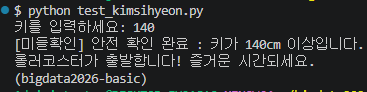 $ python test_kimsihyeon.py
키를 입력하세요: 140
[미들확인] 안전 확인 완료 : 키가 140cm 이상입니다.
롤러코스터가 출발합니다! 즐거운 시간되세요.
(bigdata2026-basic)